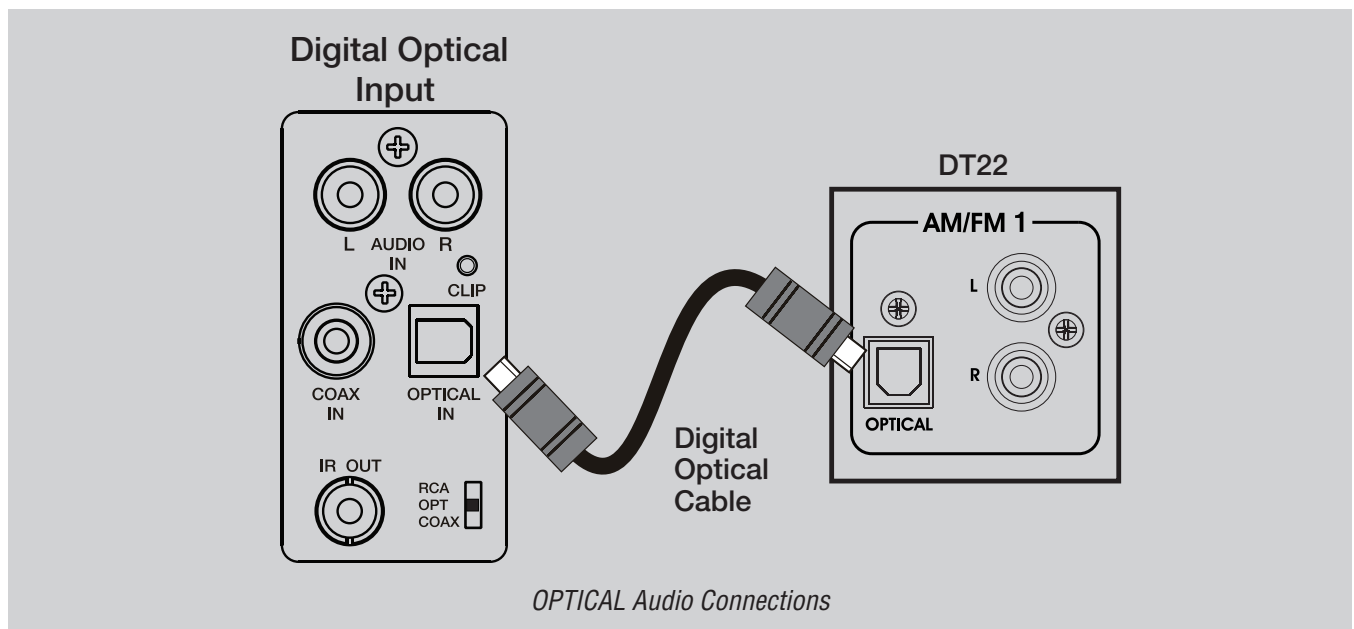 Digital Optical
Input
L AUDIO R
IN
CLIP
COAX
IN
OPTICAL
IN
IR OUT
RCA
OPT
COAX
Digital
Optical
Cable
DT22
AM/FM 1
L
R
OPTICAL
OPTICAL Audio Connections